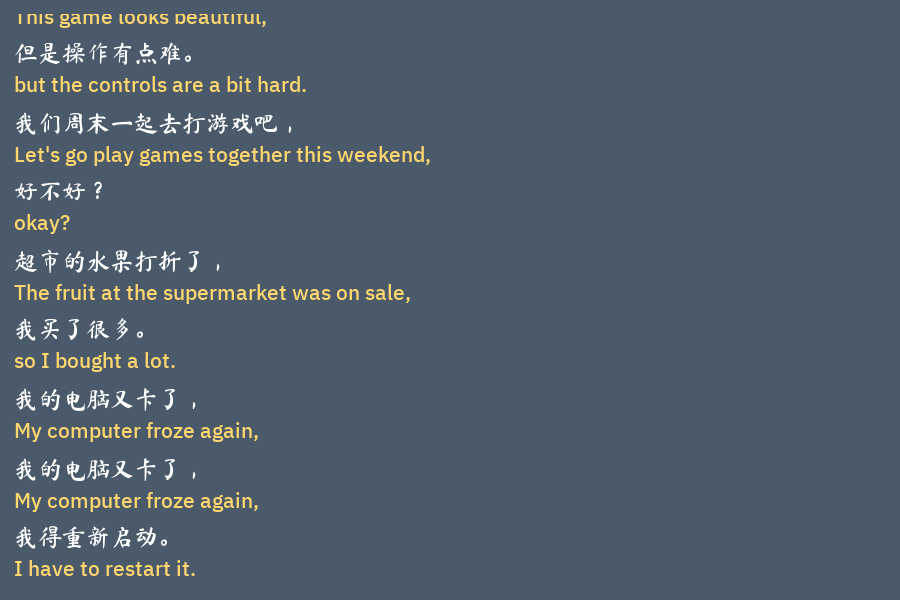 This game looks beautiful,
但是操作有点难。
but the controls are a bit hard.
我们周末一起去打游戏吧，
Let's go play games together this weekend,
好不好？
okay?
超市的水果打折了，
The fruit at the supermarket was on sale,
我买了很多。
so I bought a lot.
我的电脑又卡了，
My computer froze again,
我的电脑又卡了，
My computer froze again,
我得重新启动。
I have to restart it.